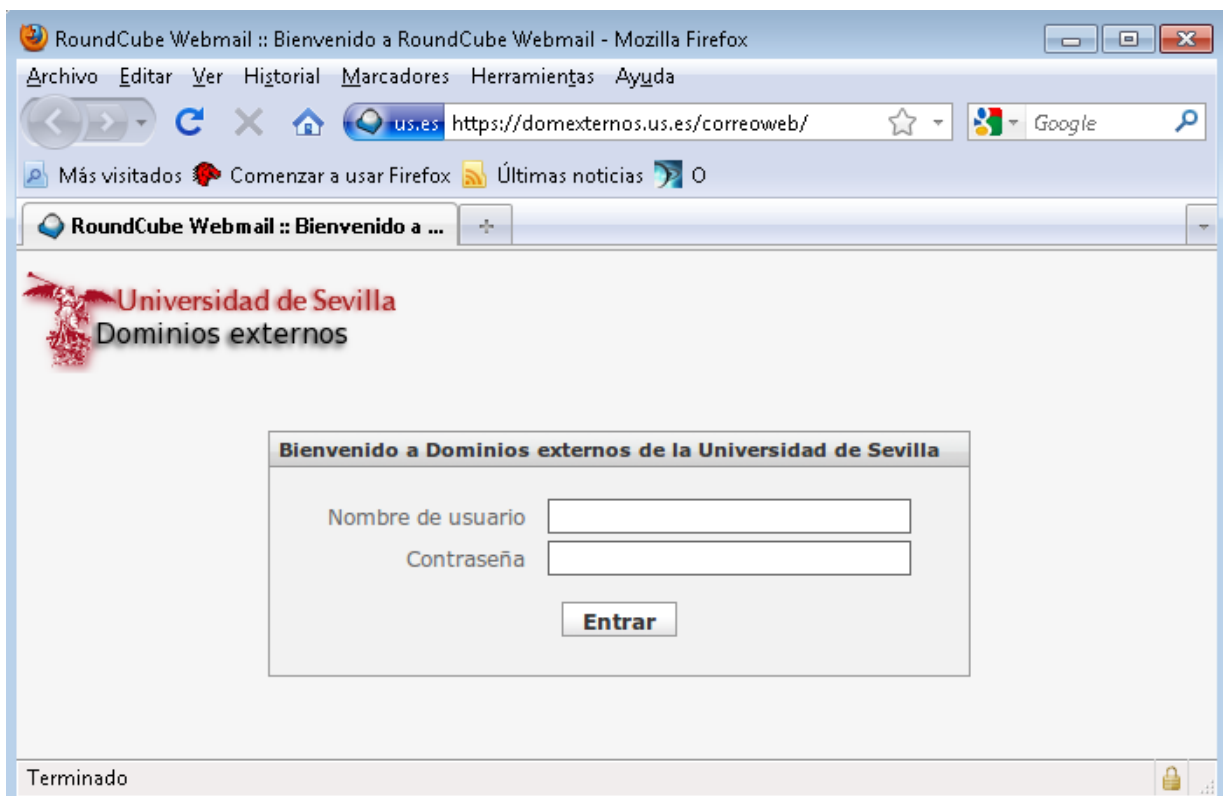 RoundCube Webmail :: Bienvenido a RoundCube Webmail - Mozilla Firefox
Archivo Editar Ver Historial Marcadores Herramientas Ayuda
us.es https://domexternos.us.es/correoweb/ Google
Más visitados Comenzar a usar Firefox Últimas noticias O
RoundCube Webmail :: Bienvenido a ...
Universidad de Sevilla
Dominios externos
Bienvenido a Dominios externos de la Universidad de Sevilla
Nombre de usuario
Contraseña
Entrar
Terminado